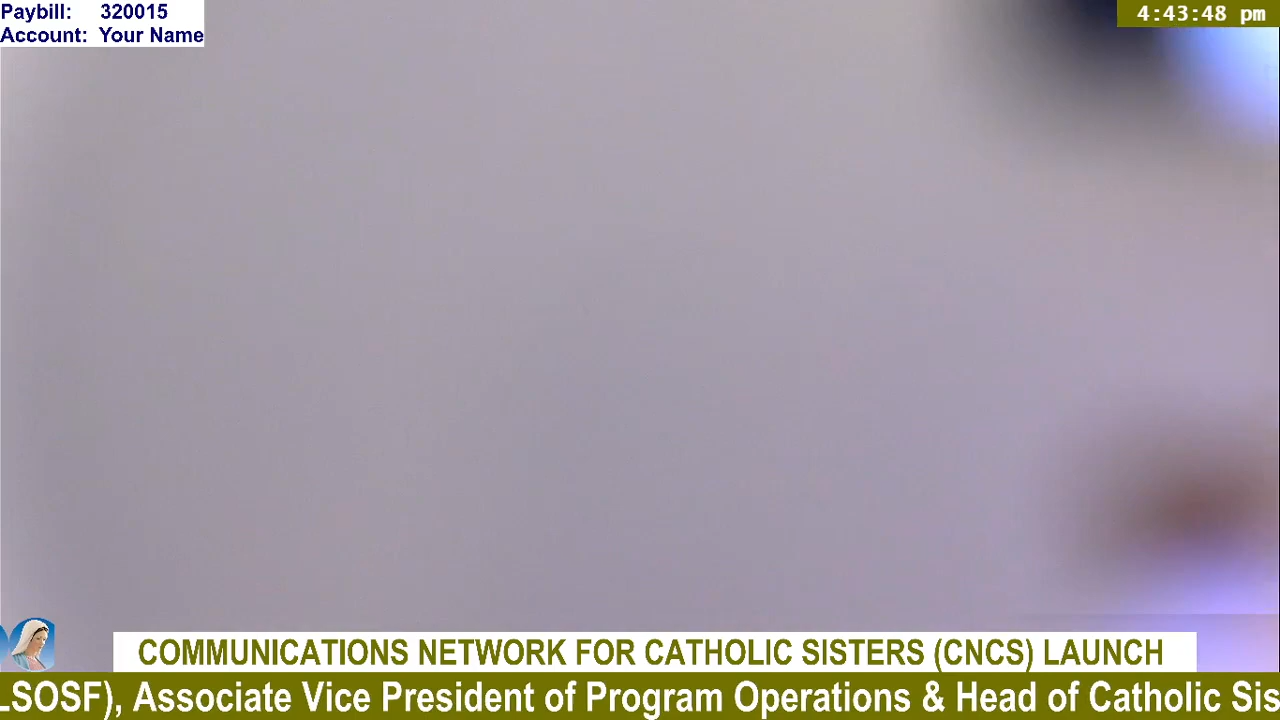 Paybill: 320015
Account: Your Name
4:43:48 pm
COMMUNICATIONS NETWORK FOR CATHOLIC SISTERS (CNCS) LAUNCH
LSOSF), Associate Vice President of Program Operations & Head of Catholic Sis